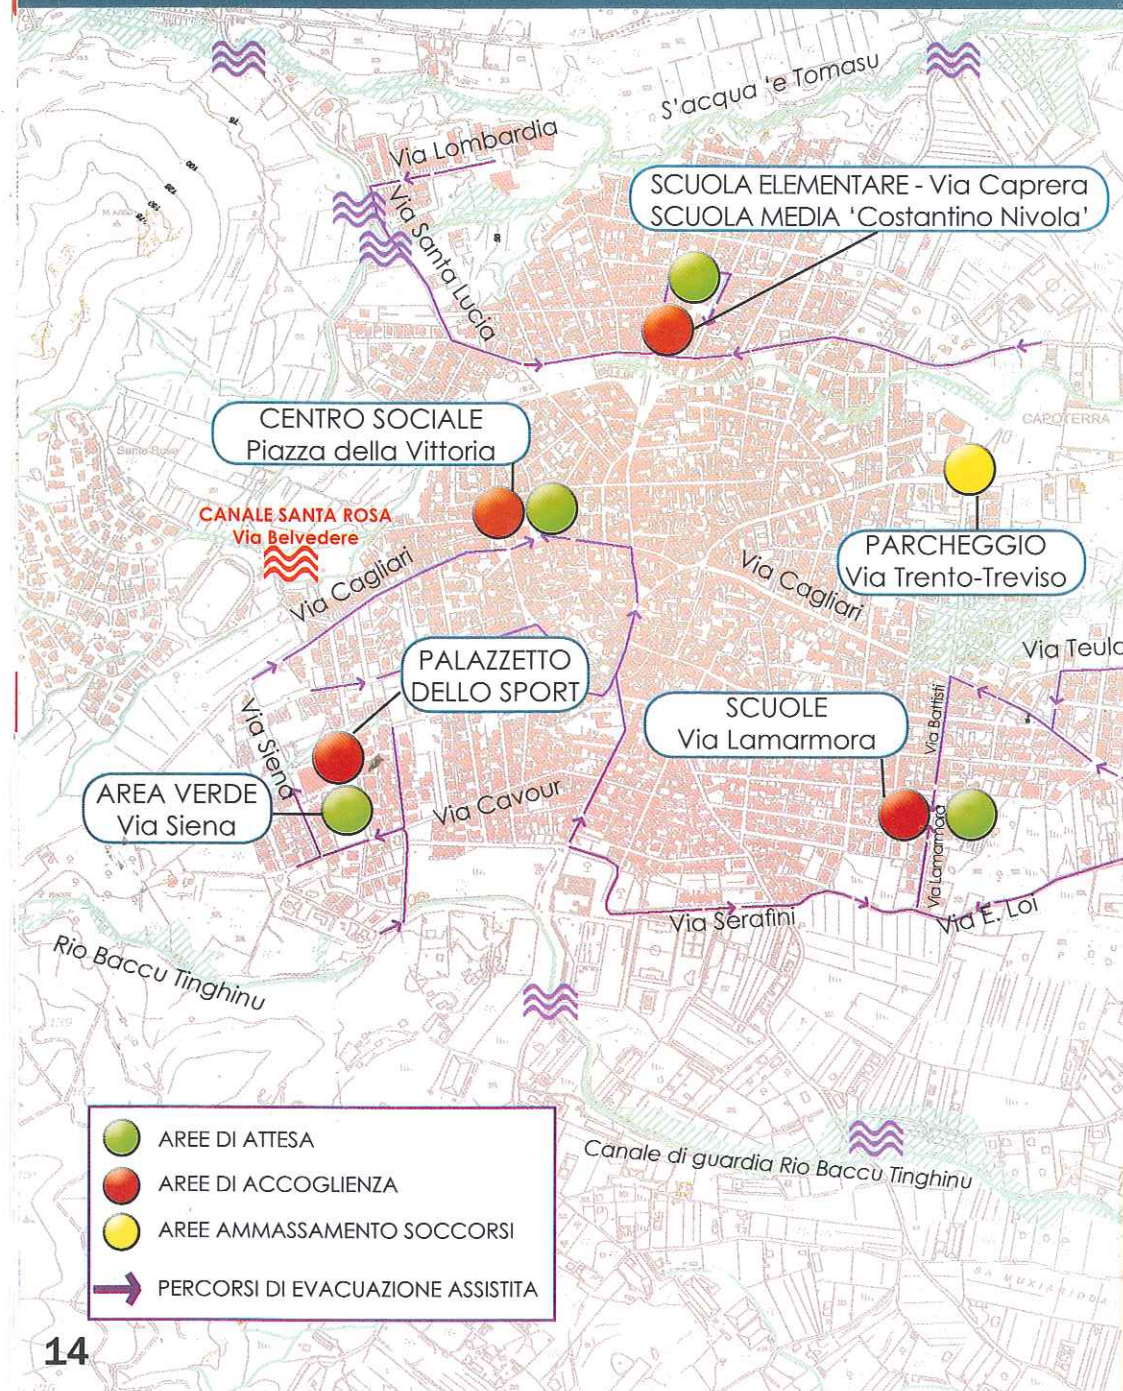 S'acqua 'e Tomasu
Via Lombardia
Via Santa Lucia
SCUOLA ELEMENTARE - Via Caprera
SCUOLA MEDIA 'Costantino Nivola'
CENTRO SOCIALE
Piazza della Vittoria
CAPOTERRA
Santa Rosa
CANALE SANTA ROSA
Via Belvedere
Via Cagliari
PARCHEGGIO
Via Trento-Treviso
Via Cagliari
Via Teula
PALAZZETTO
DELLO SPORT
Via Siena
SCUOLE
Via Lamarmora
Via Battisti
AREA VERDE
Via Siena
Via Cavour
Via Lamarmora
Via Serafini
Via E. Loi
Rio Baccu Tinghinu
Canale di guardia Rio Baccu Tinghinu
AREE DI ATTESA
AREE DI ACCOGLIENZA
AREE AMMASSAMENTO SOCCORSI
PERCORSI DI EVACUAZIONE ASSISTITA
SA MUXIRIDDA
14